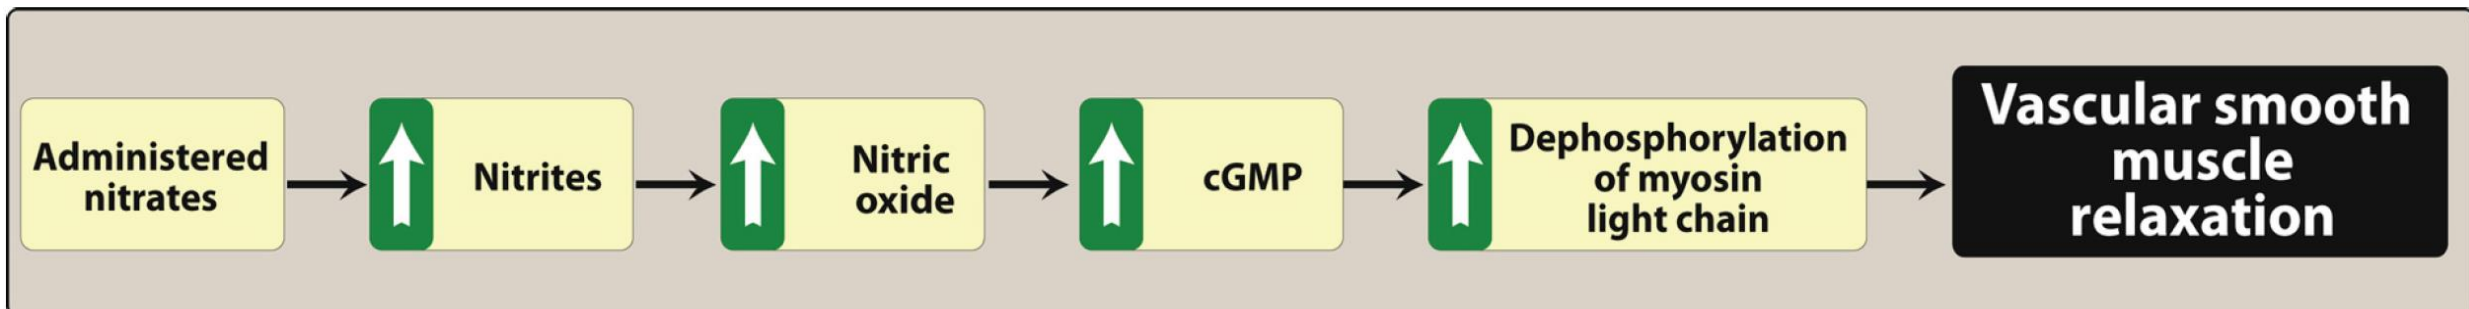 Administered
nitrates
Nitrites
Nitric
oxide
cGMP
Dephosphorylation
of myosin
light chain
Vascular smooth
muscle
relaxation